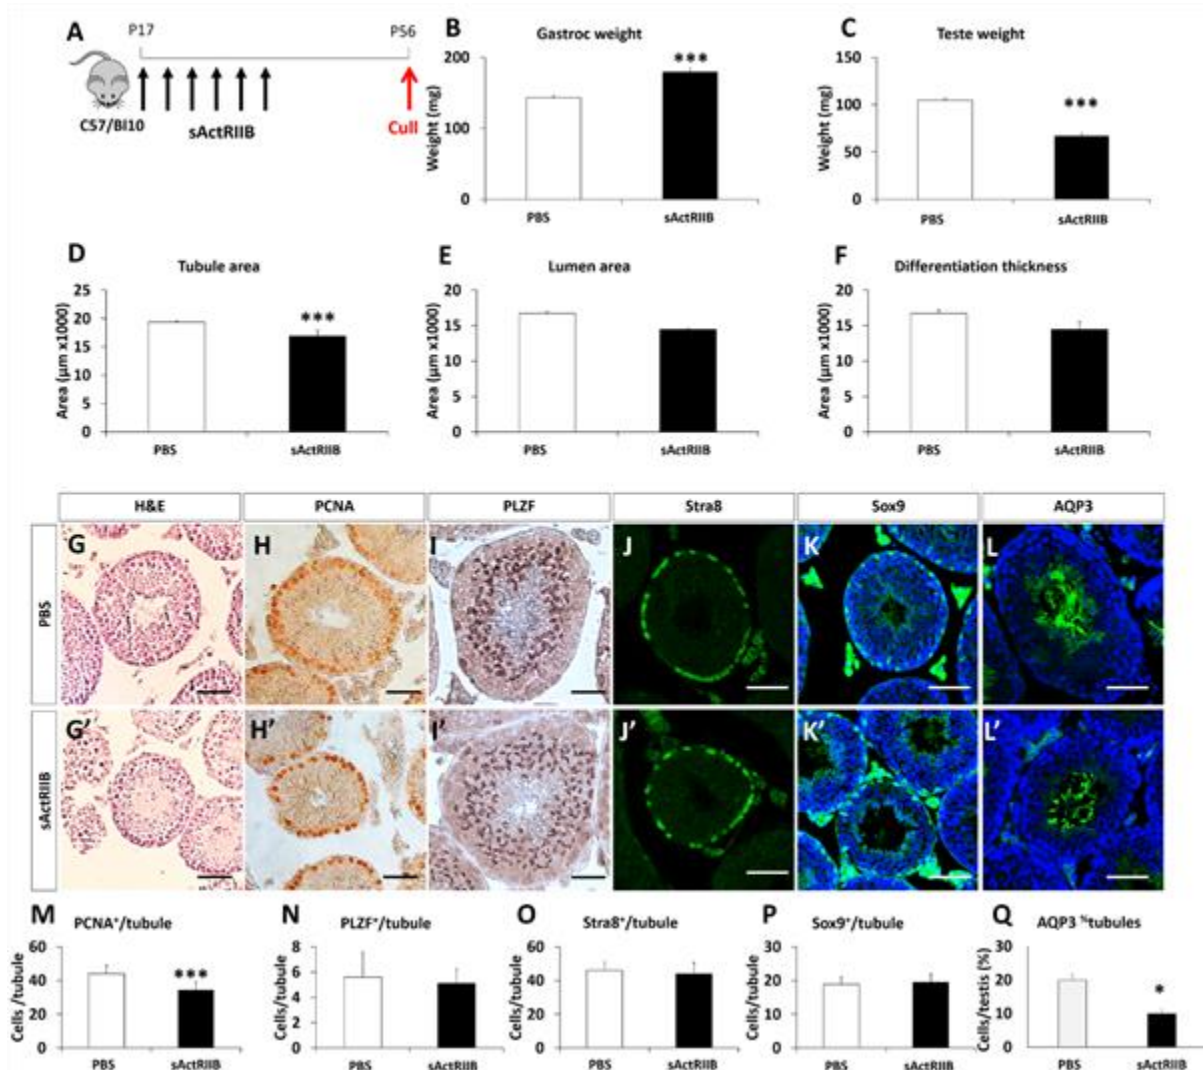 A
P17 P56
C57/Bl10
sActRIIB
Cull
B
Gastroc weight
***
Weight (mg)
200
100
0
PBS sActRIIB
C
Teste weight
***
Weight (mg)
150
100
50
0
PBS sActRIIB
D
Tubule area
***
Area (µm x1000)
25
20
15
10
5
0
PBS sActRIIB
E
Lumen area
Area (µm x1000)
20
15
10
5
0
PBS sActRIIB
F
Differentiation thickness
Area (µm x1000)
20
15
10
5
0
PBS sActRIIB
H&E PCNA PLZF Stra8 Sox9 AQP3
PBS
G H I J K L
sActRIIB
G' H' I' J' K' L'
M
PCNA⁺/tubule
***
Cells /tubule
60
40
20
0
PBS sActRIIB
N
PLZF⁺/tubule
Cells/tubule
8
6
4
2
0
PBS sActRIIB
O
Stra8⁺/tubule
Cells/tubule
60
40
20
0
PBS sActRIIB
P
Sox9⁺/tubule
Cells/tubule
30
20
10
0
PBS sActRIIB
Q
AQP3 %tubules
*
Cells/testis (%)
30
20
10
0
PBS sActRIIB